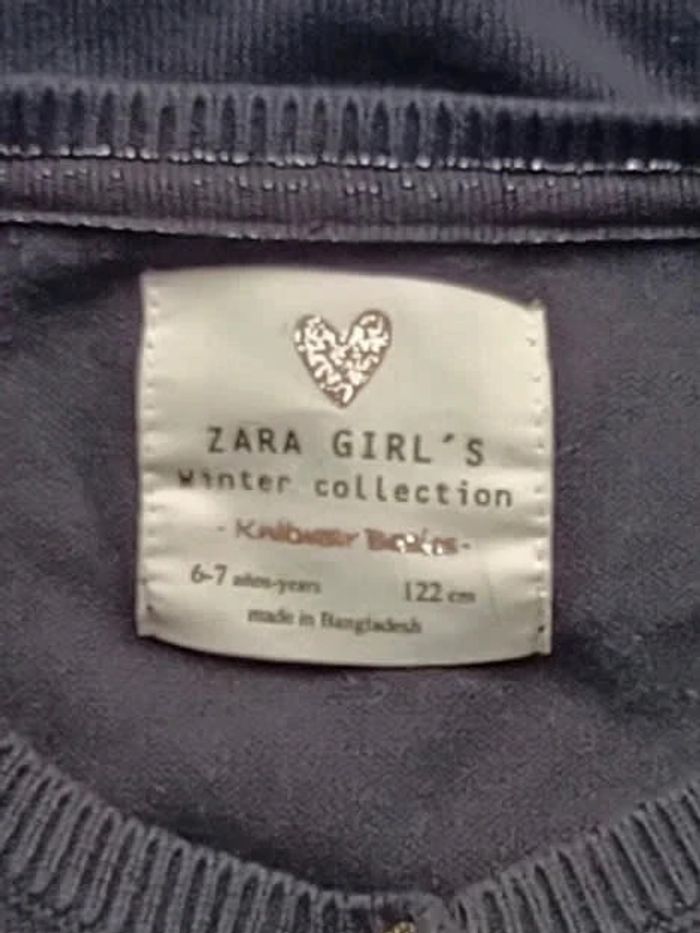 ZARA GIRL´S
Winter collection
6-7 años-years 122 cm
made in Bangladesh